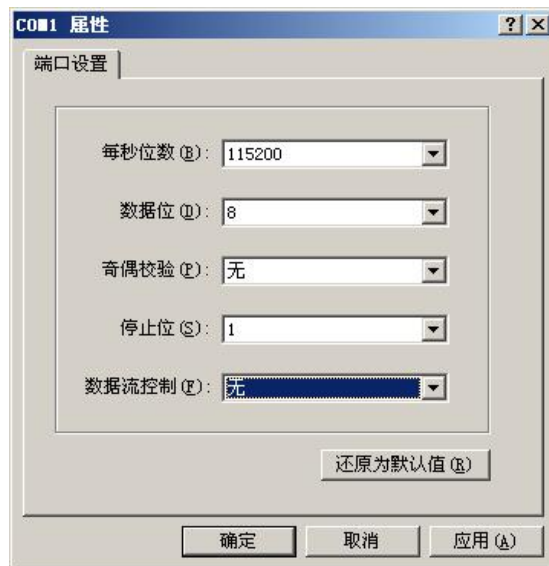 COM1 属性
端口设置
每秒位数(B): 115200
数据位(D): 8
奇偶校验(P): 无
停止位(S): 1
数据流控制(F): 无
还原为默认值(R)
确定 取消 应用(A)